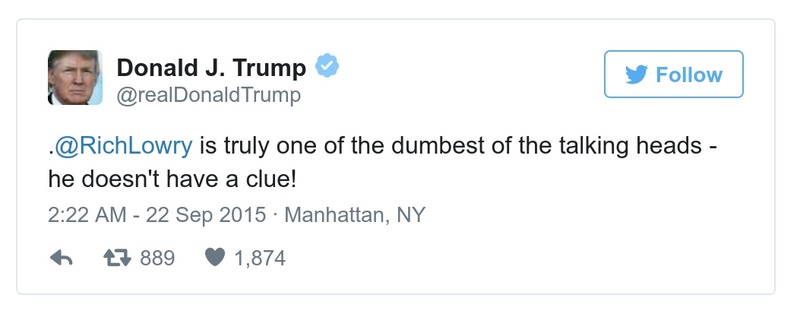 Donald J. Trump
@realDonaldTrump
Follow
.@RichLowry is truly one of the dumbest of the talking heads -
he doesn't have a clue!
2:22 AM - 22 Sep 2015 · Manhattan, NY
889 1,874